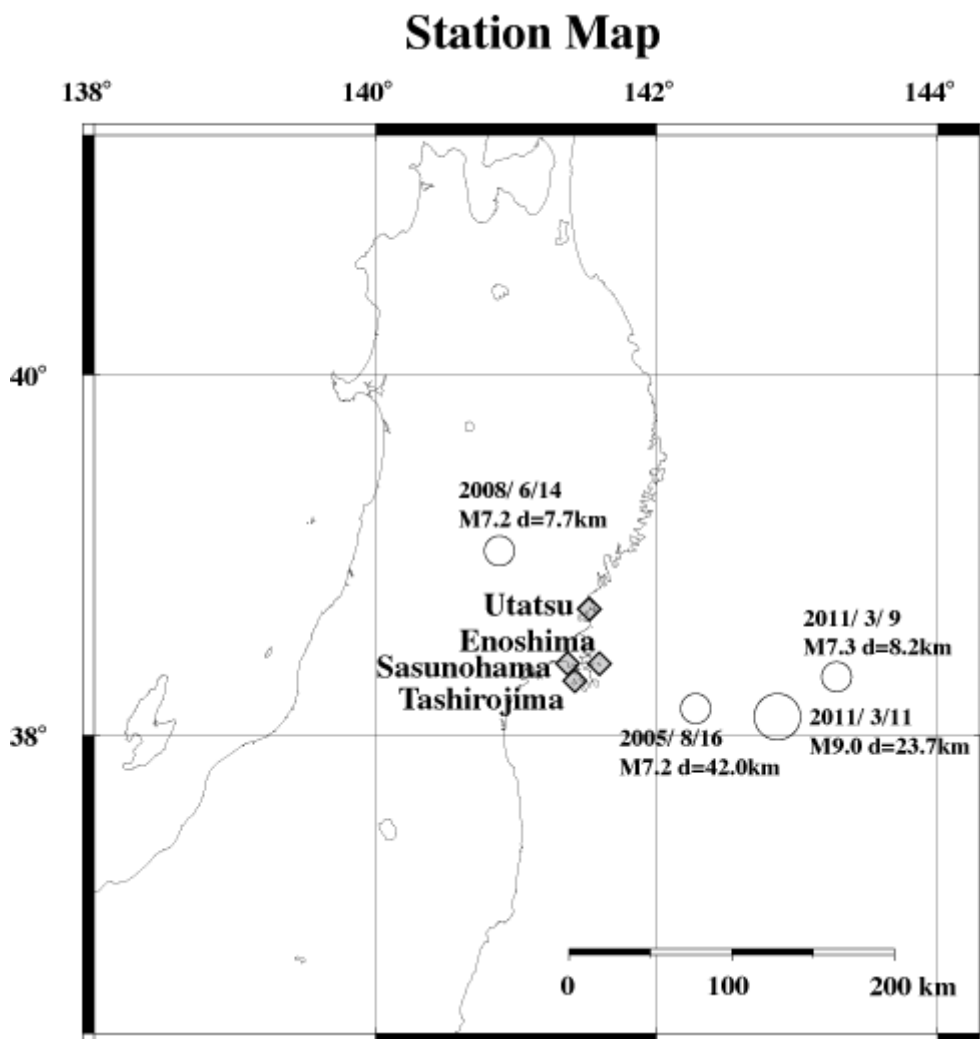 Station Map
138° 140° 142° 144°
40°
2008/ 6/14
M7.2 d=7.7km
Utatsu
2011/ 3/ 9
Enoshima
M7.3 d=8.2km
Sasunohama
Tashirojima
2011/ 3/11
38°
2005/ 8/16
M9.0 d=23.7km
M7.2 d=42.0km
0 100 200 km